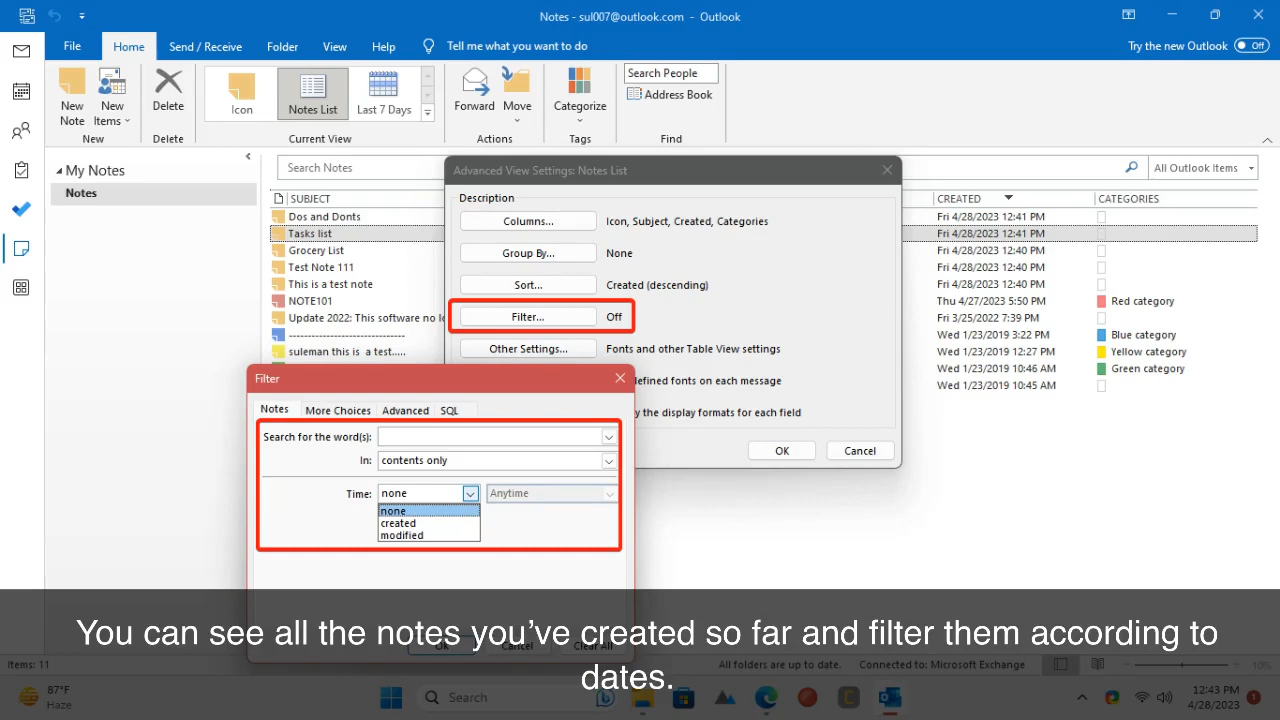 Notes - sul007@outlook.com - Outlook
File Home Send / Receive Folder View Help Tell me what you want to do
Try the new Outlook Off
New Note
New Items
Delete
Icon
Notes List
Last 7 Days
Forward
Move
Categorize
Search People
Address Book
New Delete Current View Actions Tags Find
My Notes
Notes
Search Notes
All Outlook Items
SUBJECT
CREATED CATEGORIES
Dos and Donts
Fri 4/28/2023 12:41 PM
Tasks list
Fri 4/28/2023 12:41 PM
Grocery List
Fri 4/28/2023 12:40 PM
Test Note 111
Fri 4/28/2023 12:40 PM
This is a test note
Fri 4/28/2023 12:40 PM
NOTE101
Thu 4/27/2023 5:50 PM Red category
Update 2022: This software no lo
Fri 3/25/2022 7:39 PM
-------------------------------
Wed 1/23/2019 3:22 PM Blue category
suleman this is a test.....
Wed 1/23/2019 12:27 PM Yellow category
Wed 1/23/2019 10:46 AM Green category
Wed 1/23/2019 10:45 AM
Advanced View Settings: Notes List
Description
Columns... Icon, Subject, Created, Categories
Group By... None
Sort... Created (descending)
Filter... Off
Other Settings... Fonts and other Table View settings
efined fonts on each message
y the display formats for each field
OK Cancel
Filter
Notes More Choices Advanced SQL
Search for the word(s):
In: contents only
Time: none Anytime
none
created
modified
OK Cancel Clear All
You can see all the notes you’ve created so far and filter them according to
dates.
Items: 11
All folders are up to date. Connected to: Microsoft Exchange 10%
87°F
Haze
Search
12:43 PM
4/28/2023
1